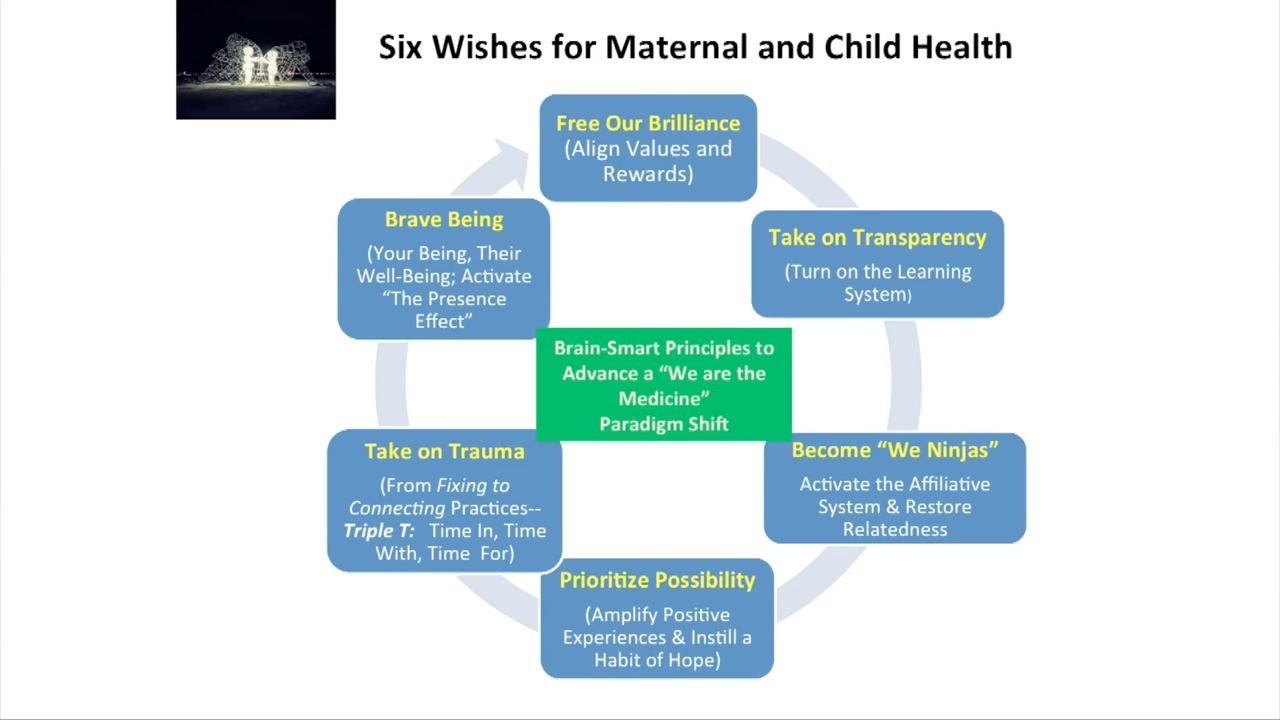 Six Wishes for Maternal and Child Health
Free Our Brilliance
(Align Values and
Rewards)
Take on Transparency
(Turn on the Learning
System)
Become “We Ninjas”
Activate the Affiliative
System & Restore
Relatedness
Prioritize Possibility
(Amplify Positive
Experiences & Instill a
Habit of Hope)
Take on Trauma
(From Fixing to
Connecting Practices--
Triple T: Time In, Time
With, Time For)
Brave Being
(Your Being, Their
Well-Being; Activate
“The Presence
Effect”
Brain-Smart Principles to
Advance a “We are the
Medicine”
Paradigm Shift